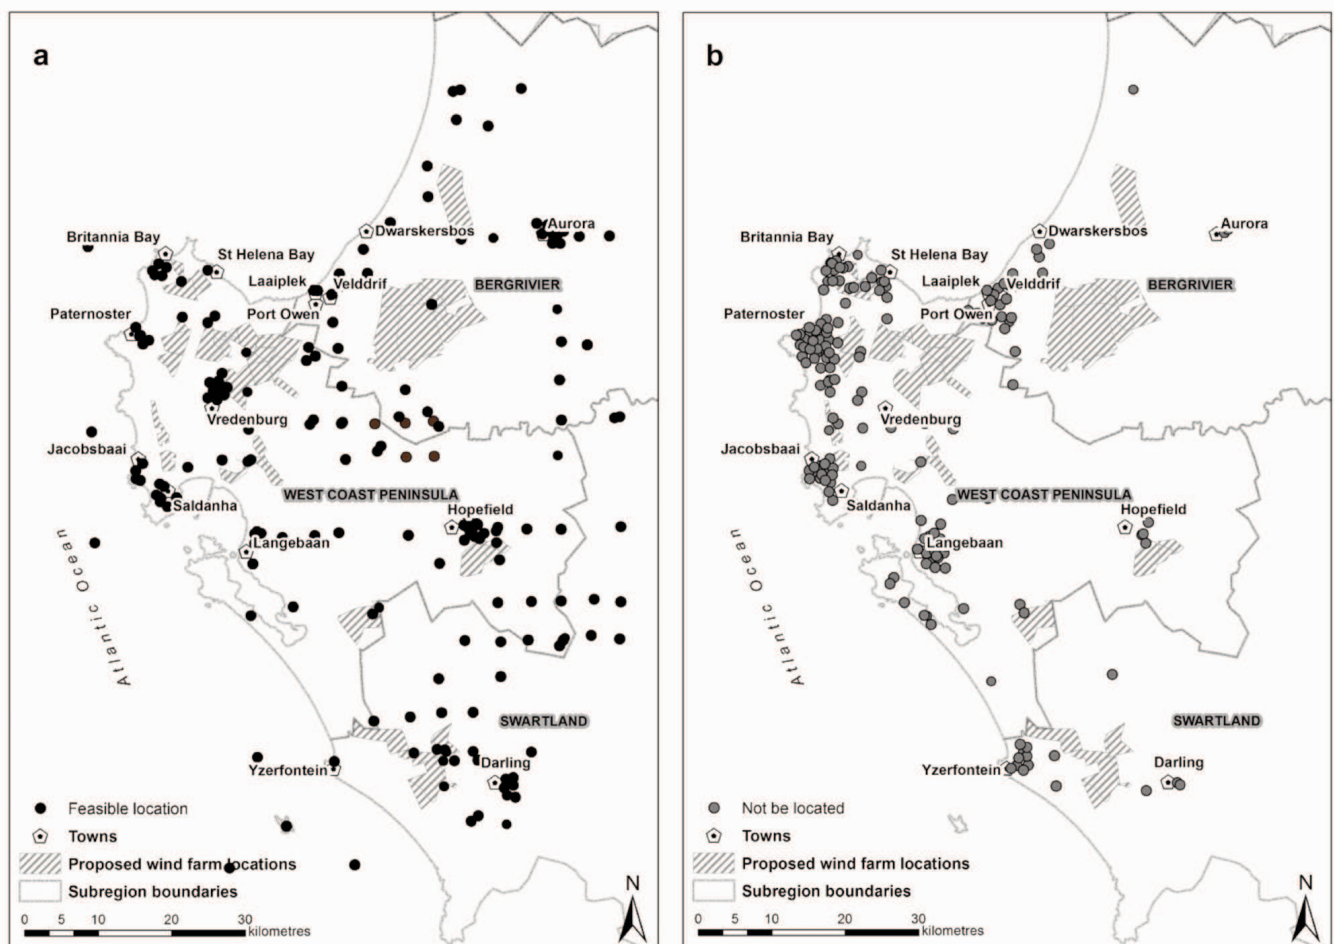 a
Aurora
Dwarskersbos
Britannia Bay
St Helena Bay
Laaiplek
Velddrif
BERGRIVIER
Paternoster
Port Owen
Vredenburg
Jacobsbaai
WEST COAST PENINSULA
Saldanha
Hopefield
Langebaan
Atlantic Ocean
SWARTLAND
Yzerfontein
Darling
Feasible location
Towns
Proposed wind farm locations
Subregion boundaries
0 5 10 20 30
kilometres
N
b
Aurora
Dwarskersbos
Britannia Bay
St Helena Bay
Laaiplek
Velddrif
BERGRIVIER
Paternoster
Port Owen
Vredenburg
Jacobsbaai
WEST COAST PENINSULA
Saldanha
Hopefield
Langebaan
Atlantic Ocean
SWARTLAND
Yzerfontein
Darling
Not be located
Towns
Proposed wind farm locations
Subregion boundaries
0 5 10 20 30
kilometres
N